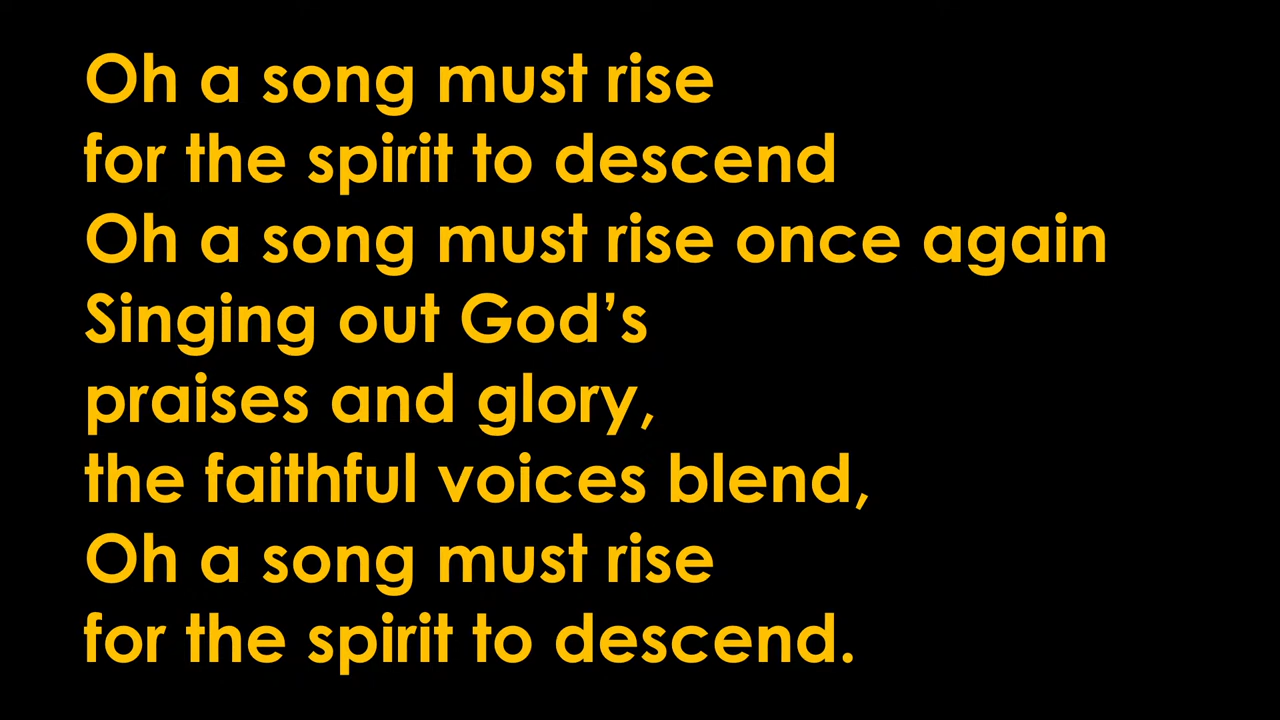 Oh a song must rise
for the spirit to descend
Oh a song must rise once again
Singing out God’s
praises and glory,
the faithful voices blend,
Oh a song must rise
for the spirit to descend.